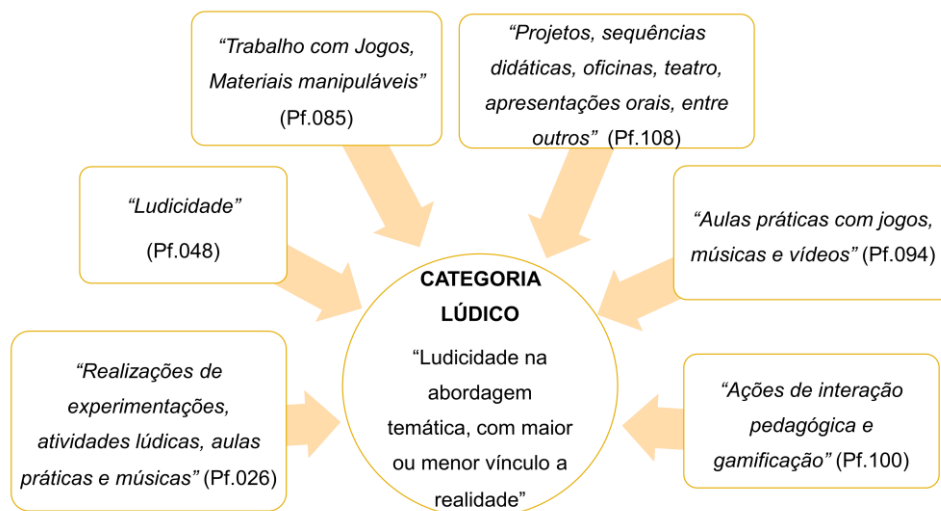 “Trabalho com Jogos,
Materiais manipuláveis”
(Pf.085)
“Projetos, sequências
didáticas, oficinas, teatro,
apresentações orais, entre
outros” (Pf.108)
“Ludicidade”
(Pf.048)
“Aulas práticas com jogos,
músicas e vídeos” (Pf.094)
“Realizações de
experimentações,
atividades lúdicas, aulas
práticas e músicas” (Pf.026)
CATEGORIA
LÚDICO
“Ludicidade na
abordagem
temática, com maior
ou menor vínculo a
realidade”
“Ações de interação
pedagógica e
gamificação” (Pf.100)